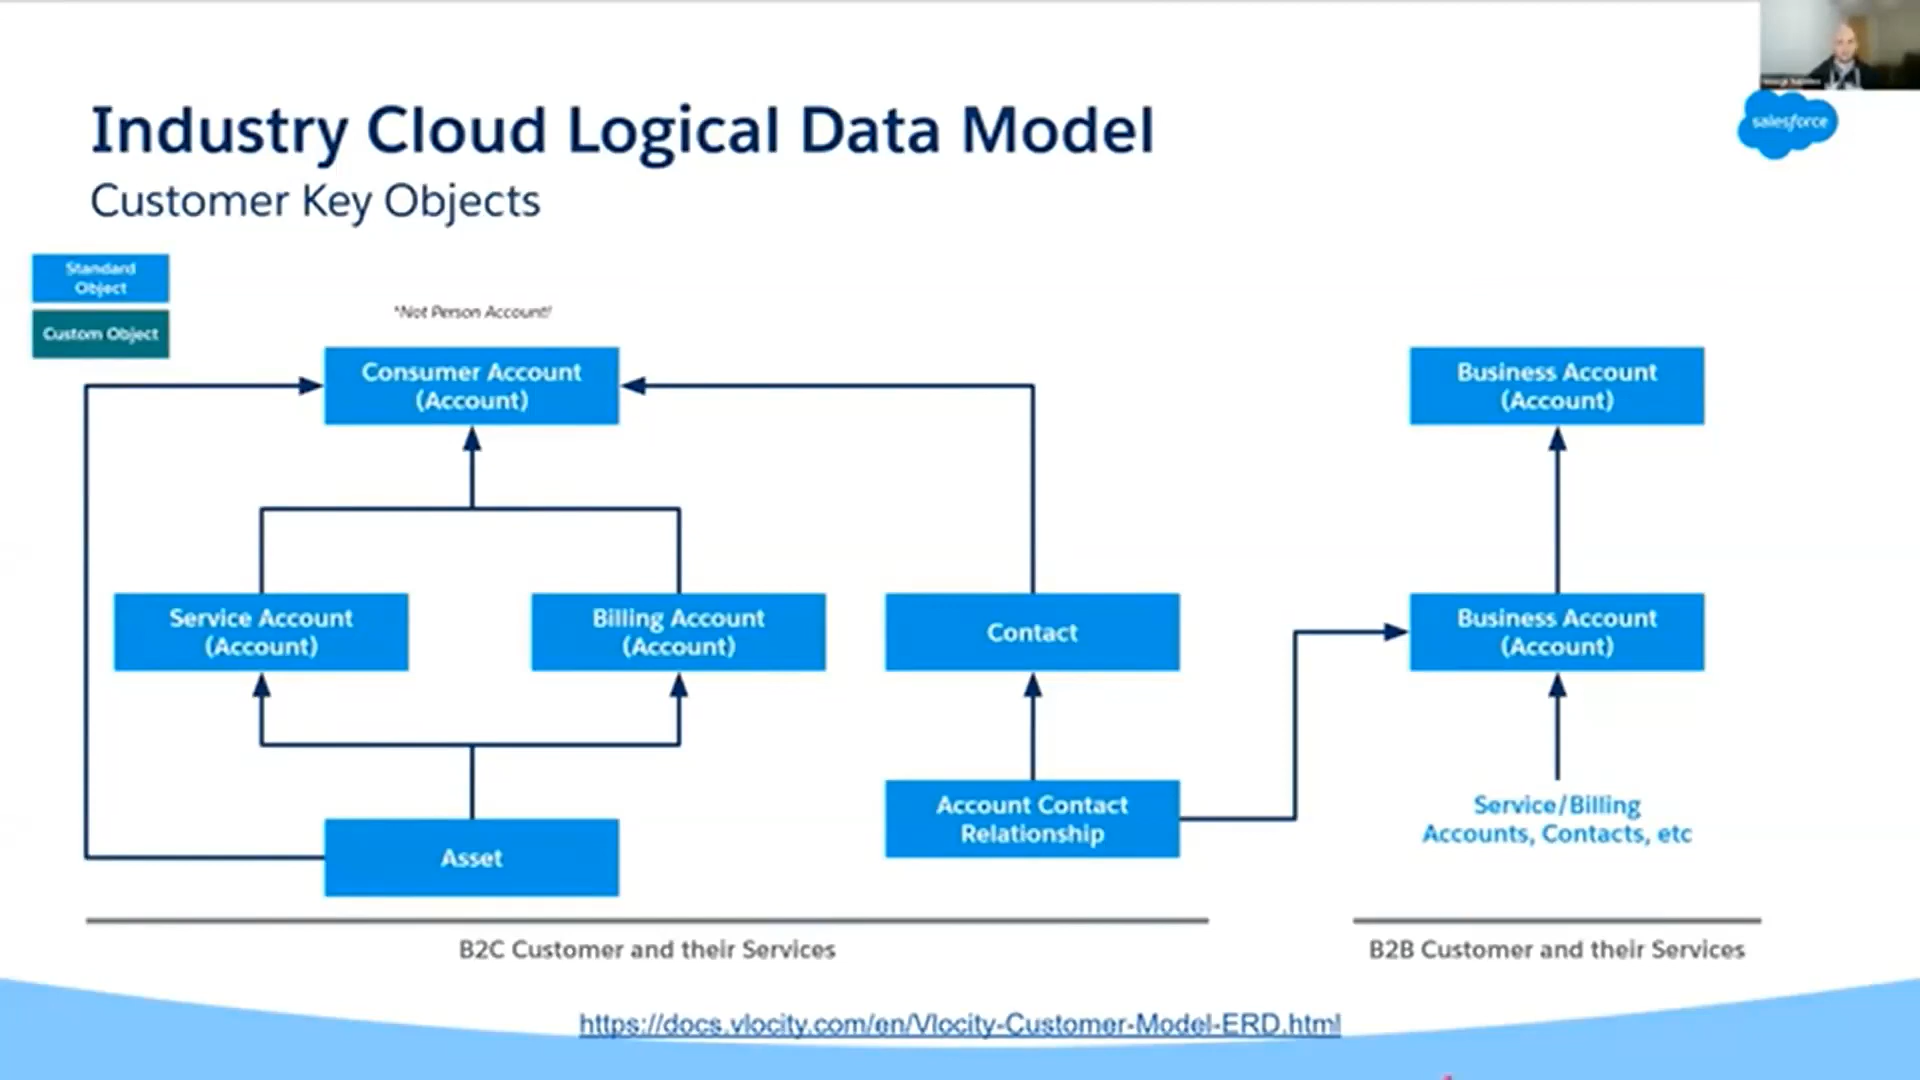 Industry Cloud Logical Data Model
salesforce
Customer Key Objects
Standard
Object
Custom Object
*Not Person Account!
Consumer Account
(Account)
Business Account
(Account)
Service Account
(Account)
Billing Account
(Account)
Contact
Business Account
(Account)
Account Contact
Relationship
Service/Billing
Accounts, Contacts, etc
Asset
B2C Customer and their Services
B2B Customer and their Services
https://docs.vlocity.com/en/Vlocity-Customer-Model-ERD.html